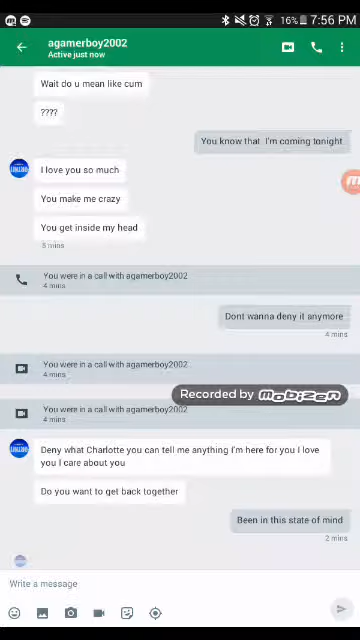 16% 7:56 PM
agamerboy2002
Active just now
Wait do u mean like cum
????
You know that I'm coming tonight
I love you so much
You make me crazy
You get inside my head
5 mins
You were in a call with agamerboy2002
4 mins
Dont wanna deny it anymore
4 mins
You were in a call with agamerboy2002
4 mins
Recorded by mobizen
You were in a call with agamerboy2002
4 mins
Deny what Charlotte you can tell me anything I'm here for you I love
you I care about you
Do you want to get back together
Been in this state of mind
2 mins
Write a message